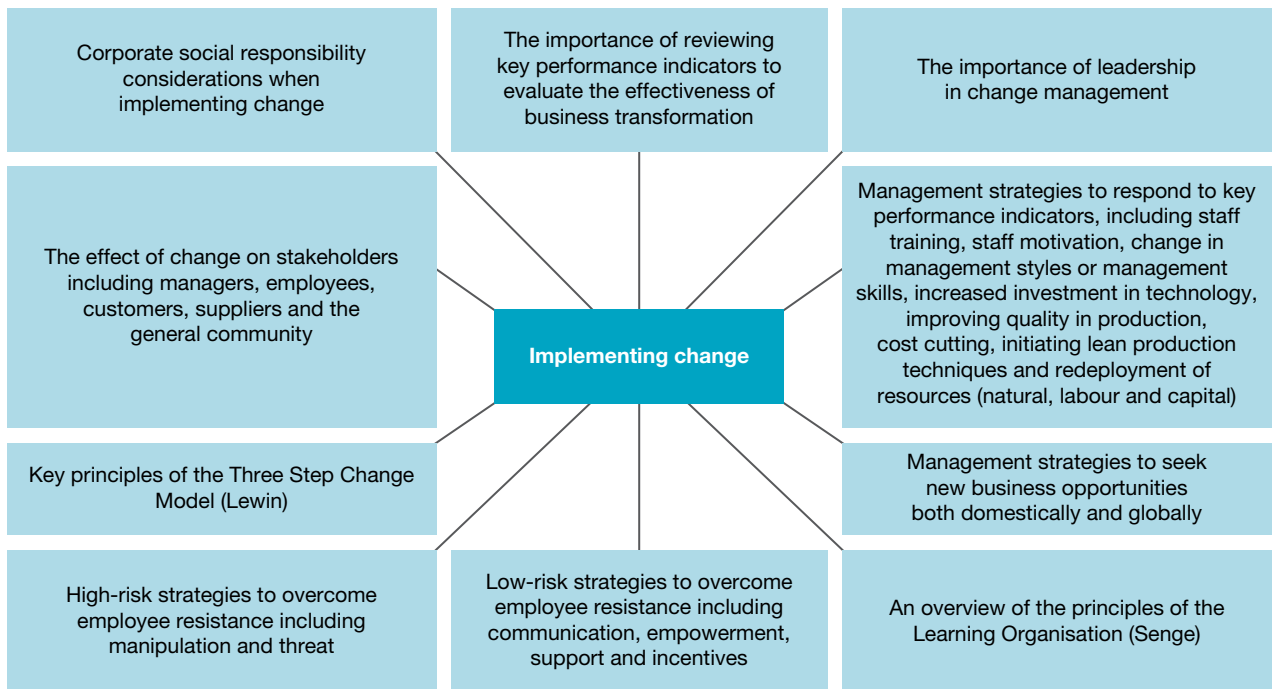 Corporate social responsibility
considerations when
implementing change
The importance of reviewing
key performance indicators to
evaluate the effectiveness of
business transformation
The importance of leadership
in change management
The effect of change on stakeholders
including managers, employees,
customers, suppliers and the
general community
Management strategies to respond to key
performance indicators, including staff
training, staff motivation, change in
management styles or management
skills, increased investment in technology,
improving quality in production,
cost cutting, initiating lean production
techniques and redeployment of
resources (natural, labour and capital)
Implementing change
Key principles of the Three Step Change
Model (Lewin)
Management strategies to seek
new business opportunities
both domestically and globally
High-risk strategies to overcome
employee resistance including
manipulation and threat
Low-risk strategies to overcome
employee resistance including
communication, empowerment,
support and incentives
An overview of the principles of the
Learning Organisation (Senge)